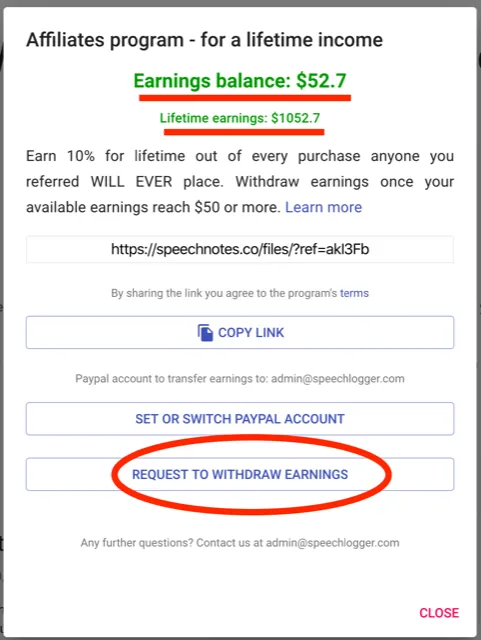 Affiliates program - for a lifetime income
Earnings balance: $52.7
Lifetime earnings: $1052.7
Earn 10% for lifetime out of every purchase anyone you
referred WILL EVER place. Withdraw earnings once your
available earnings reach $50 or more. Learn more
https://speechnotes.co/files/?ref=akl3Fb
By sharing the link you agree to the program's terms
COPY LINK
Paypal account to transfer earnings to: admin@speechlogger.com
SET OR SWITCH PAYPAL ACCOUNT
REQUEST TO WITHDRAW EARNINGS
Any further questions? Contact us at admin@speechlogger.com
CLOSE